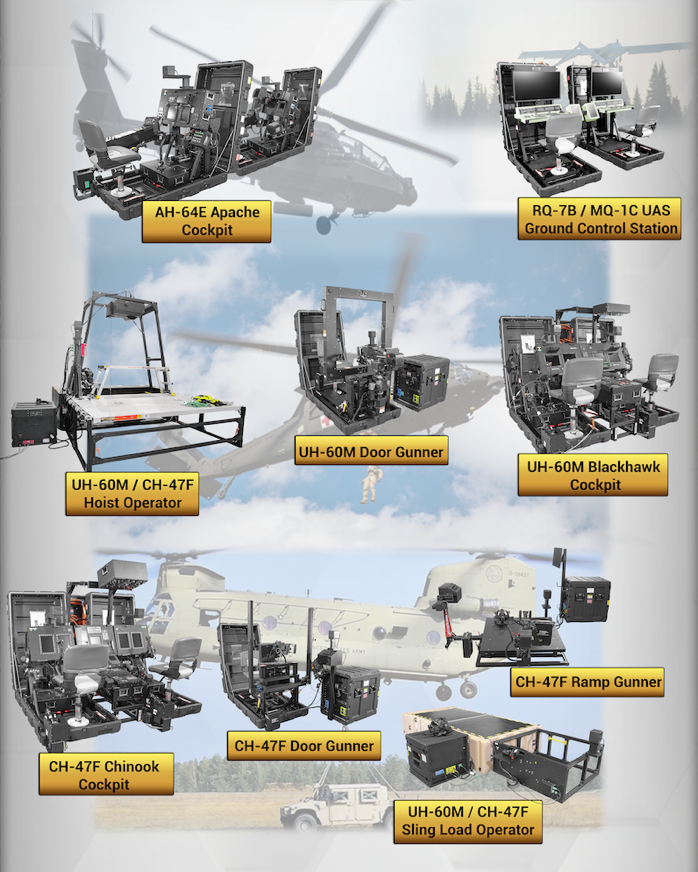 AH-64E Apache
Cockpit
RQ-7B / MQ-1C UAS
Ground Control Station
UH-60M / CH-47F
Hoist Operator
UH-60M Door Gunner
UH-60M Blackhawk
Cockpit
CH-47F Chinook
Cockpit
CH-47F Door Gunner
CH-47F Ramp Gunner
UH-60M / CH-47F
Sling Load Operator